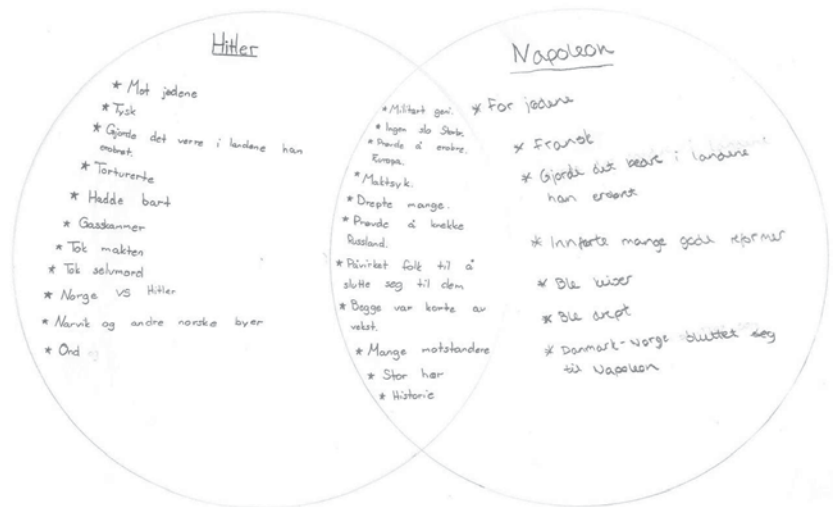 Hitler
* Mot jødene
* Tysk
* Gjorde det verre i landene han
erobret.
* Torturerte
* Hadde bart
* Gasskammer
* Tok makten
* Tok selvmord
* Norge VS Hitler
* Narvik og andre norske byer
* Ond
* Militært geni.
* Ingen slo Storbr.
* Prøvde å erobre
Europa.
* Maktsyk.
* Drepte mange.
* Prøvde å knekke
Russland.
* Påvirket folk til å
slutte seg til dem
* Begge var korte av
vekst.
* Mange motstandere
* Stor hær
* Historie
Napoleon
* For jødene
* Fransk
* Gjorde det bedre i landene
han erobret
* Innførte mange gode reformer
* Ble keiser
* Ble drept
* Danmark-Norge sluttet seg
til Napoleon